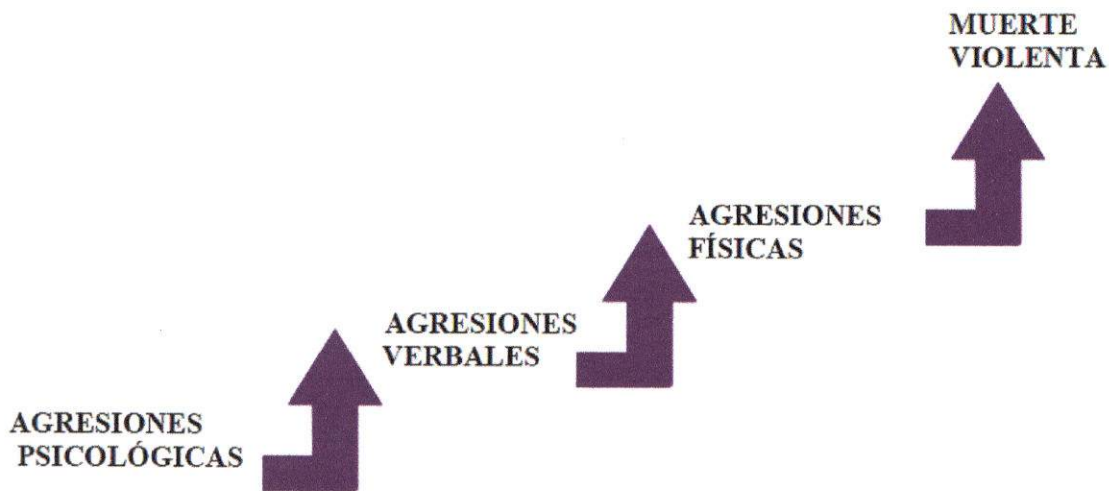 MUERTE
VIOLENTA
AGRESIONES
FÍSICAS
AGRESIONES
VERBALES
AGRESIONES
PSICOLÓGICAS